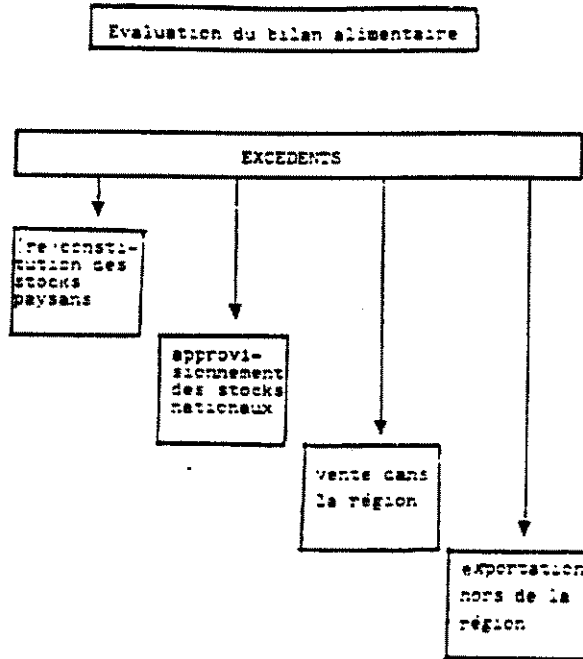 Evaluation du bilan alimentaire
EXCEDENTS
(re)consti-
tution des
stocks
paysans
approvi-
sionnement
des stocks
nationaux
vente dans
la région
exportation
hors de la
région